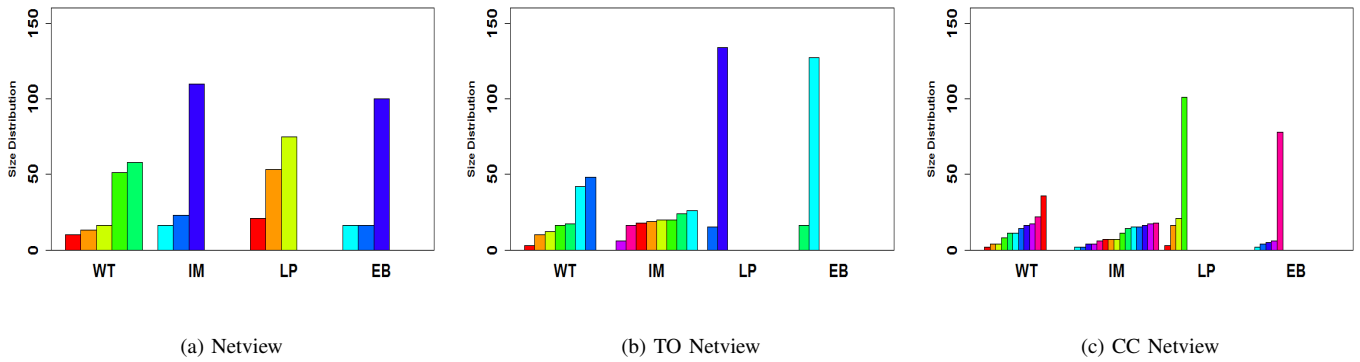 150
100
50
0
Size Distribution
WT IM LP EB
(a) Netview
150
100
50
0
Size Distribution
WT IM LP EB
(b) TO Netview
150
100
50
0
Size Distribution
WT IM LP EB
(c) CC Netview